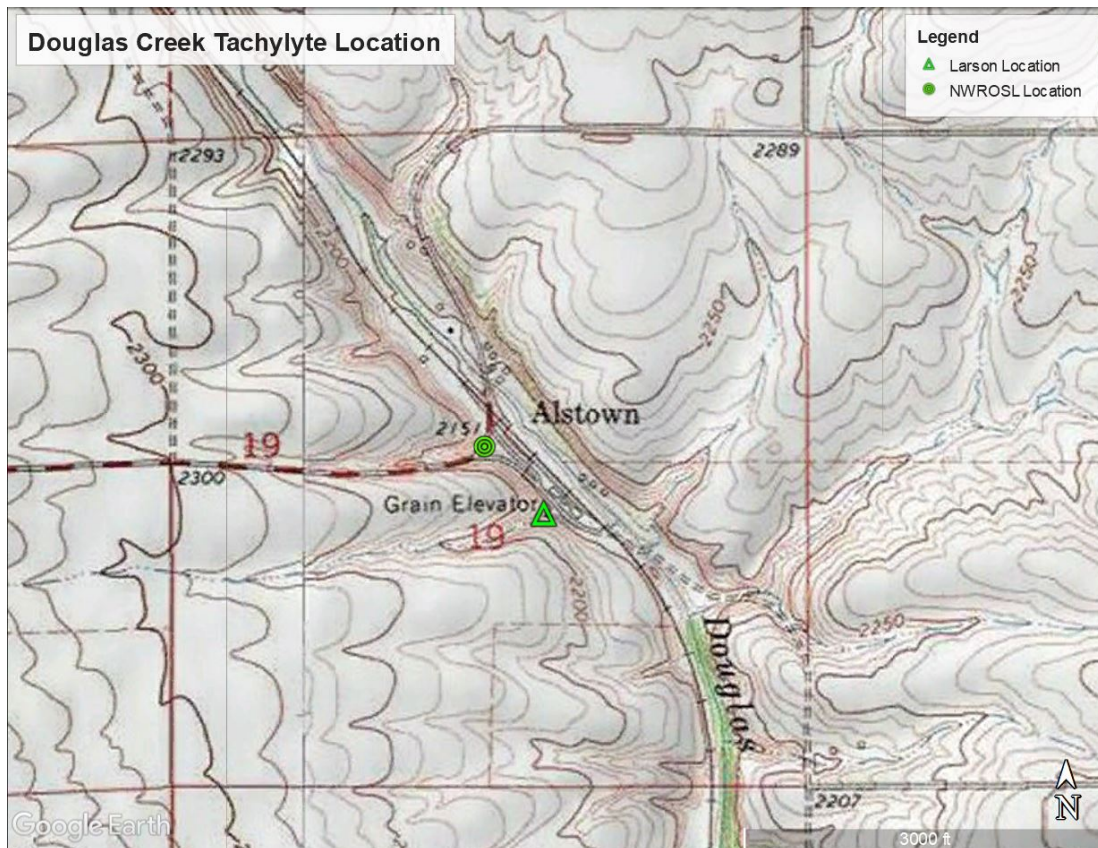 Douglas Creek Tachylyte Location
Legend
Larson Location
NWROSL Location
2293
2289
2200
2250
2250
2300
Alstown
2151
19
2300
Grain Elevator
19
2200
2250
Douglas
2207
N
Google Earth
3000 ft